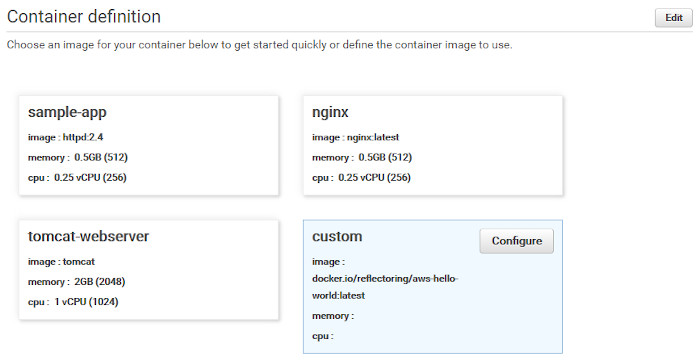 Container definition
Edit
Choose an image for your container below to get started quickly or define the container image to use.
sample-app
image : httpd:2.4
memory : 0.5GB (512)
cpu : 0.25 vCPU (256)
nginx
image : nginx:latest
memory : 0.5GB (512)
cpu : 0.25 vCPU (256)
tomcat-webserver
image : tomcat
memory : 2GB (2048)
cpu : 1 vCPU (1024)
custom
Configure
image :
docker.io/reflectoring/aws-hello-
world:latest
memory :
cpu :